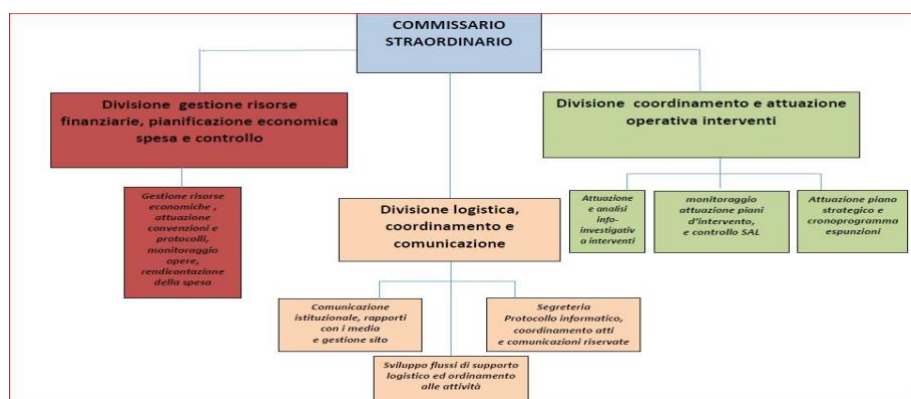 COMMISSARIO
STRAORDINARIO
Divisione gestione risorse
finanziarie, pianificazione economica
spesa e controllo
Divisione coordinamento e attuazione
operativa interventi
Gestione risorse
economiche ,
attuazione
convenzioni e
protocolli,
monitoraggio
opere,
rendicantazione
della spesa
Divisione logistica,
coordinamento e
comunicazione
Attuazione
e analisi
info-
investigativ
a interventi
monitoraggio
attuazione piani
d'intervento,
e controllo SAL
Attuazione piano
strategico e
cronoprogramma
espunzioni
Comunicazione
istituzionale, rapporti
con i media
e gestione sito
Segreteria
Protocollo informatico,
coordinamento atti
e comunicazioni riservate
Sviluppo flussi di supporto
logistico ed ordinamento
alle attività